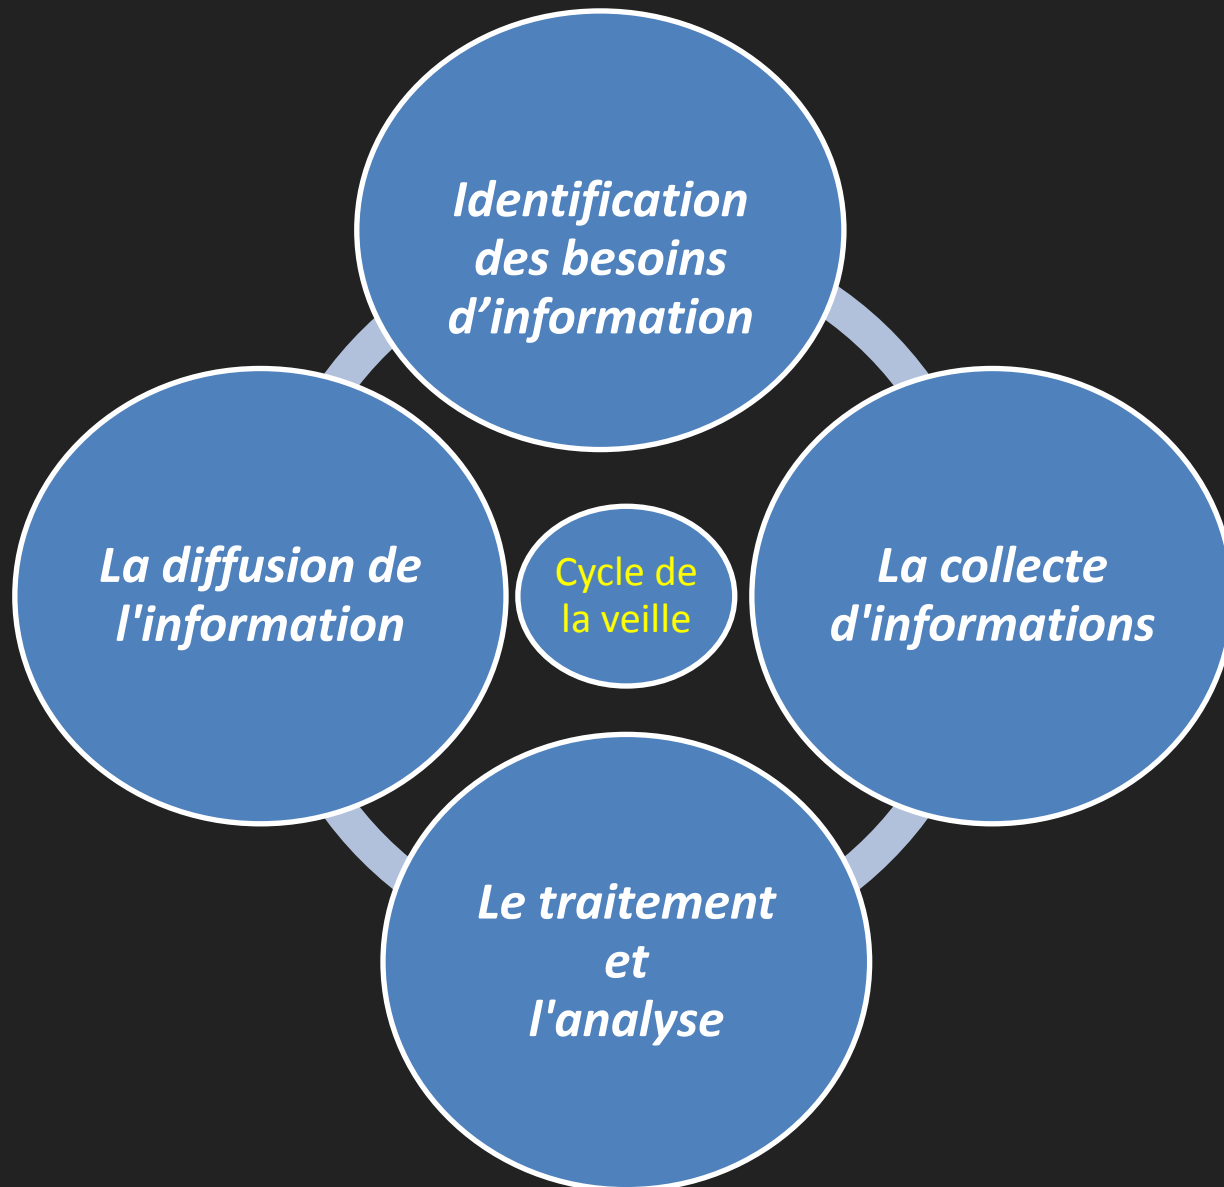 Identification
des besoins
d’information
La diffusion de
l'information
Cycle de
la veille
La collecte
d'informations
Le traitement
et
l'analyse